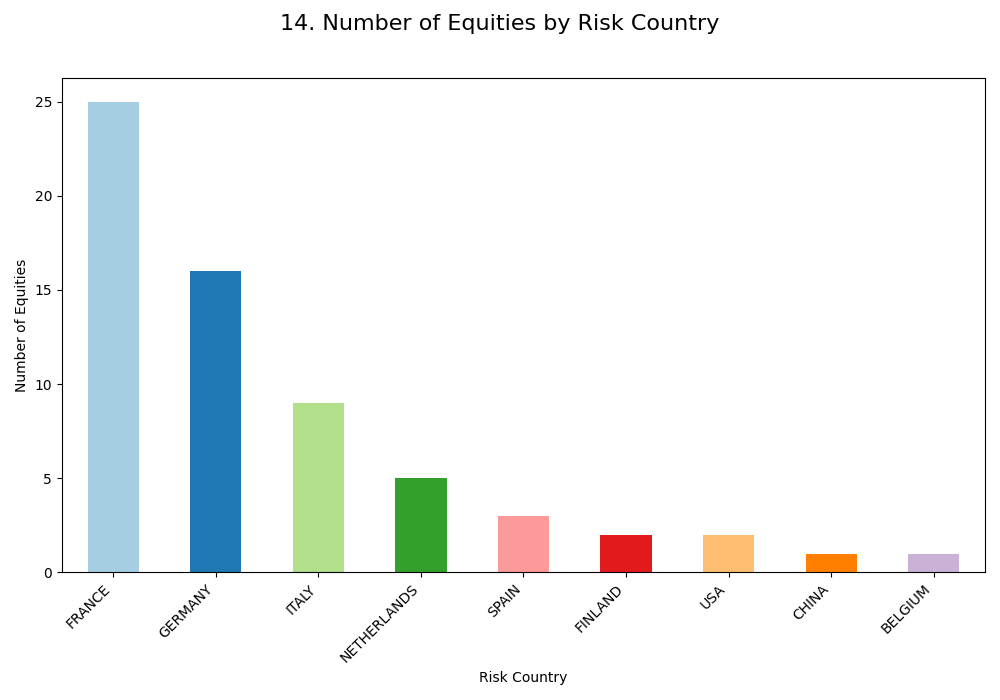 14. Number of Equities by Risk Country
Number of Equities
25
20
15
10
5
0
FRANCE
GERMANY
ITALY
NETHERLANDS
SPAIN
FINLAND
USA
CHINA
BELGIUM
Risk Country